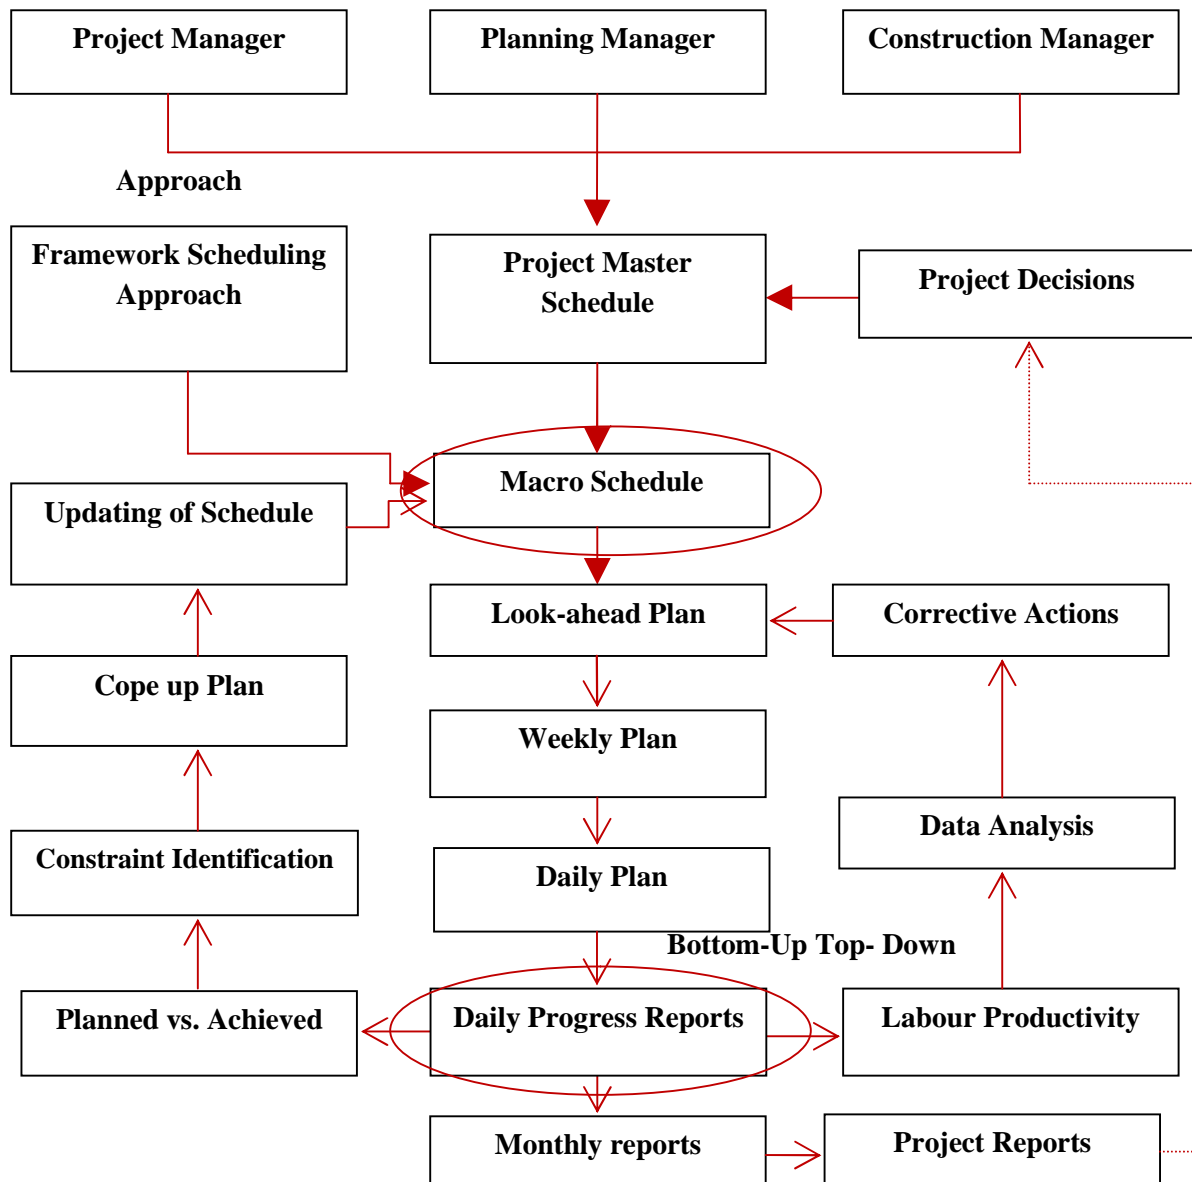 Project Manager
Planning Manager
Construction Manager
Approach
Framework Scheduling
Approach
Project Master
Schedule
Project Decisions
Macro Schedule
Updating of Schedule
Look-ahead Plan
Corrective Actions
Cope up Plan
Weekly Plan
Data Analysis
Constraint Identification
Daily Plan
Bottom-Up Top- Down
Planned vs. Achieved
Daily Progress Reports
Labour Productivity
Monthly reports
Project Reports